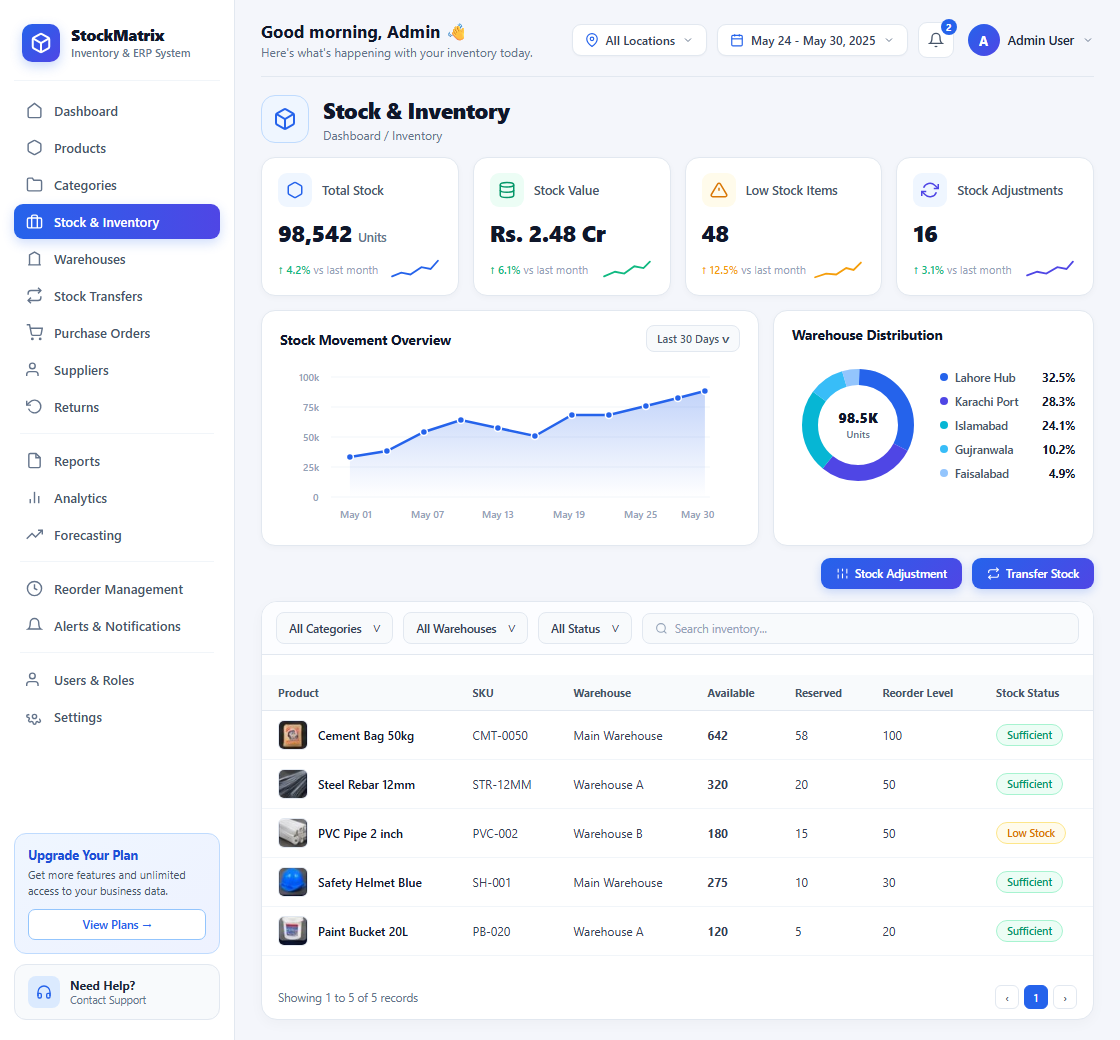 StockMatrix
Inventory & ERP System
Dashboard
Products
Categories
Stock & Inventory
Warehouses
Stock Transfers
Purchase Orders
Suppliers
Returns
Reports
Analytics
Forecasting
Reorder Management
Alerts & Notifications
Users & Roles
Settings
Upgrade Your Plan
Get more features and unlimited
access to your business data.
View Plans →
Need Help?
Contact Support
Good morning, Admin 👋
Here's what's happening with your inventory today.
All Locations
May 24 - May 30, 2025
2
A
Admin User
Stock & Inventory
Dashboard / Inventory
Total Stock
98,542 Units
↑ 4.2% vs last month
Stock Value
Rs. 2.48 Cr
↑ 6.1% vs last month
Low Stock Items
48
↑ 12.5% vs last month
Stock Adjustments
16
↑ 3.1% vs last month
Stock Movement Overview
Last 30 Days v
100k
75k
50k
25k
0
May 01 May 07 May 13 May 19 May 25 May 30
Warehouse Distribution
98.5K
Units
Lahore Hub 32.5%
Karachi Port 28.3%
Islamabad 24.1%
Gujranwala 10.2%
Faisalabad 4.9%
Stock Adjustment
Transfer Stock
All Categories V
All Warehouses V
All Status V
Search inventory...
Product SKU Warehouse Available Reserved Reorder Level Stock Status
Cement Bag 50kg CMT-0050 Main Warehouse 642 58 100 Sufficient
Steel Rebar 12mm STR-12MM Warehouse A 320 20 50 Sufficient
PVC Pipe 2 inch PVC-002 Warehouse B 180 15 50 Low Stock
Safety Helmet Blue SH-001 Main Warehouse 275 10 30 Sufficient
Paint Bucket 20L PB-020 Warehouse A 120 5 20 Sufficient
Showing 1 to 5 of 5 records
‹ 1 ›